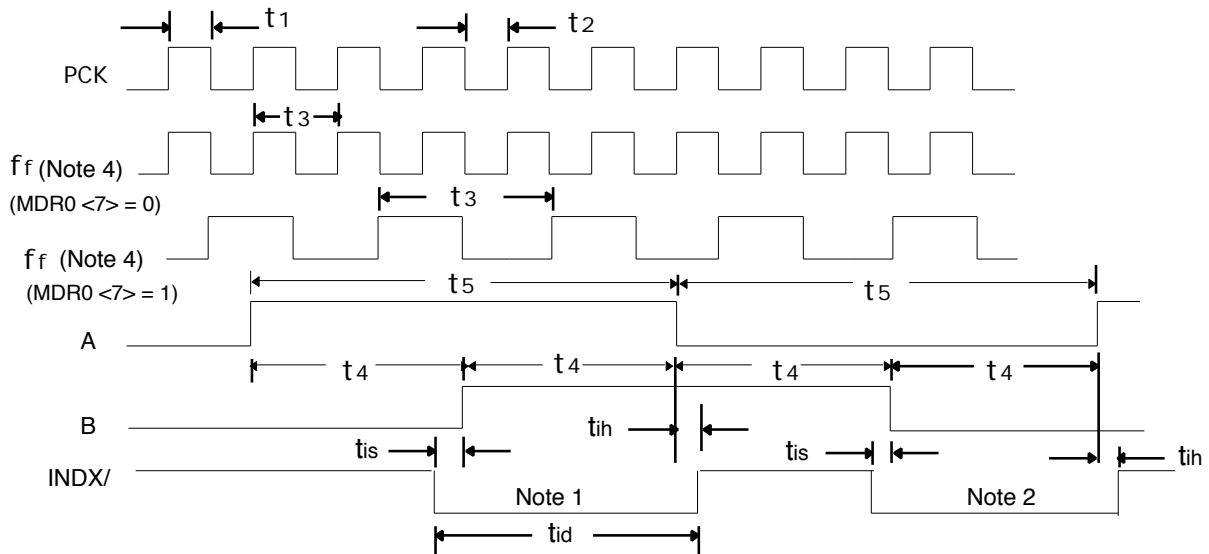 t1 t2
PCK
t3
ff (Note 4)
(MDR0 <7> = 0)
t3
ff (Note 4)
(MDR0 <7> = 1)
t5 t5
A
t4 t4 t4 t4
B
tis tih tis tih
INDX/
Note 1 Note 2
tid